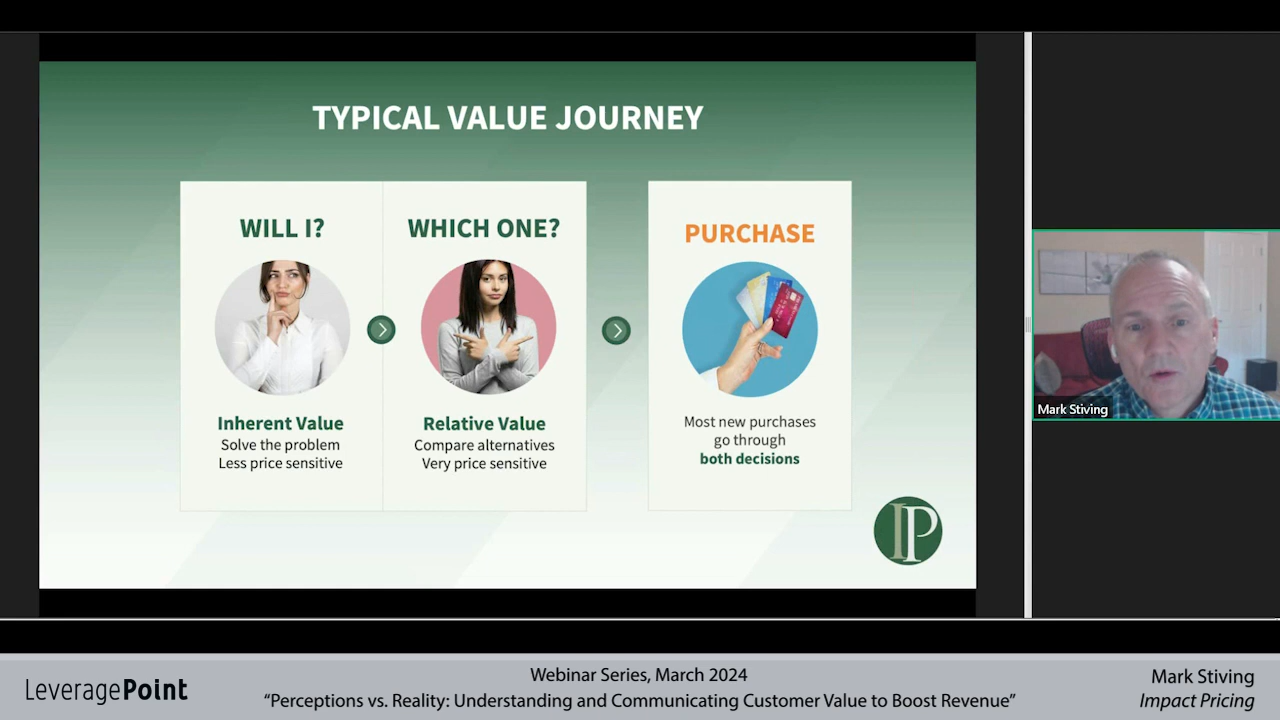 TYPICAL VALUE JOURNEY
WILL I?
Inherent Value
Solve the problem
Less price sensitive
WHICH ONE?
Relative Value
Compare alternatives
Very price sensitive
PURCHASE
Most new purchases
go through
both decisions
IP
Mark Stiving
LeveragePoint
Webinar Series, March 2024
“Perceptions vs. Reality: Understanding and Communicating Customer Value to Boost Revenue”
Mark Stiving
Impact Pricing